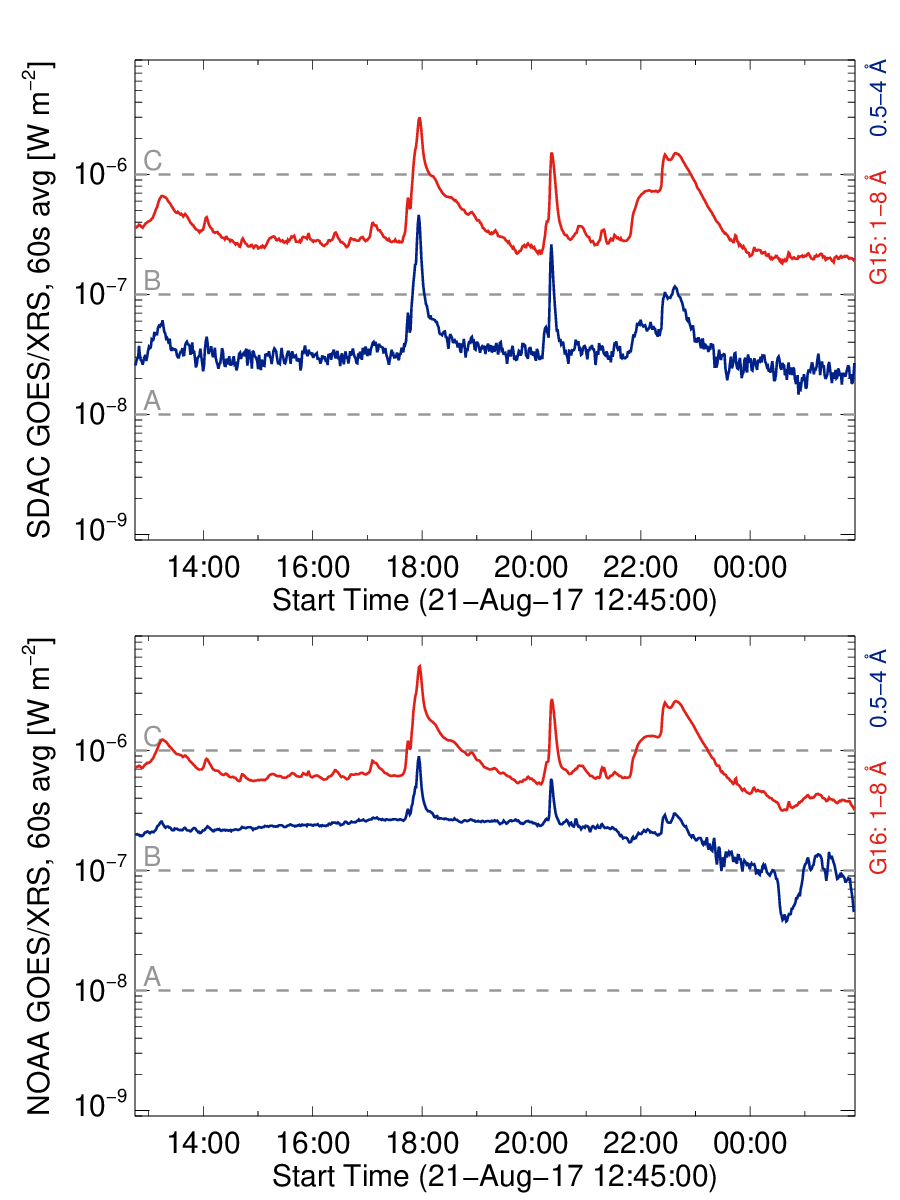 SDAC GOES/XRS, 60s avg [W m−2]
10−6
10−7
10−8
10−9
C
B
A
0.5−4 Å
G15: 1−8 Å
14:00 16:00 18:00 20:00 22:00 00:00
Start Time (21−Aug−17 12:45:00)
NOAA GOES/XRS, 60s avg [W m−2]
10−6
10−7
10−8
10−9
C
B
A
0.5−4 Å
G16: 1−8 Å
14:00 16:00 18:00 20:00 22:00 00:00
Start Time (21−Aug−17 12:45:00)